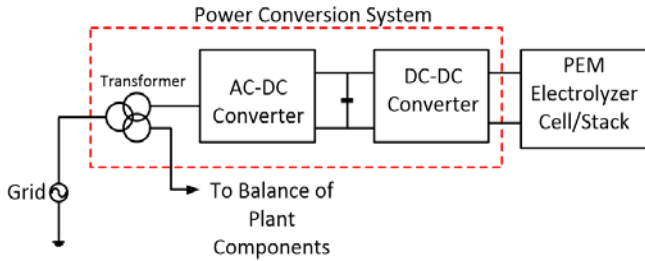 Power Conversion System
Transformer
AC-DC
Converter
DC-DC
Converter
PEM
Electrolyzer
Cell/Stack
Grid
To Balance of
Plant
Components